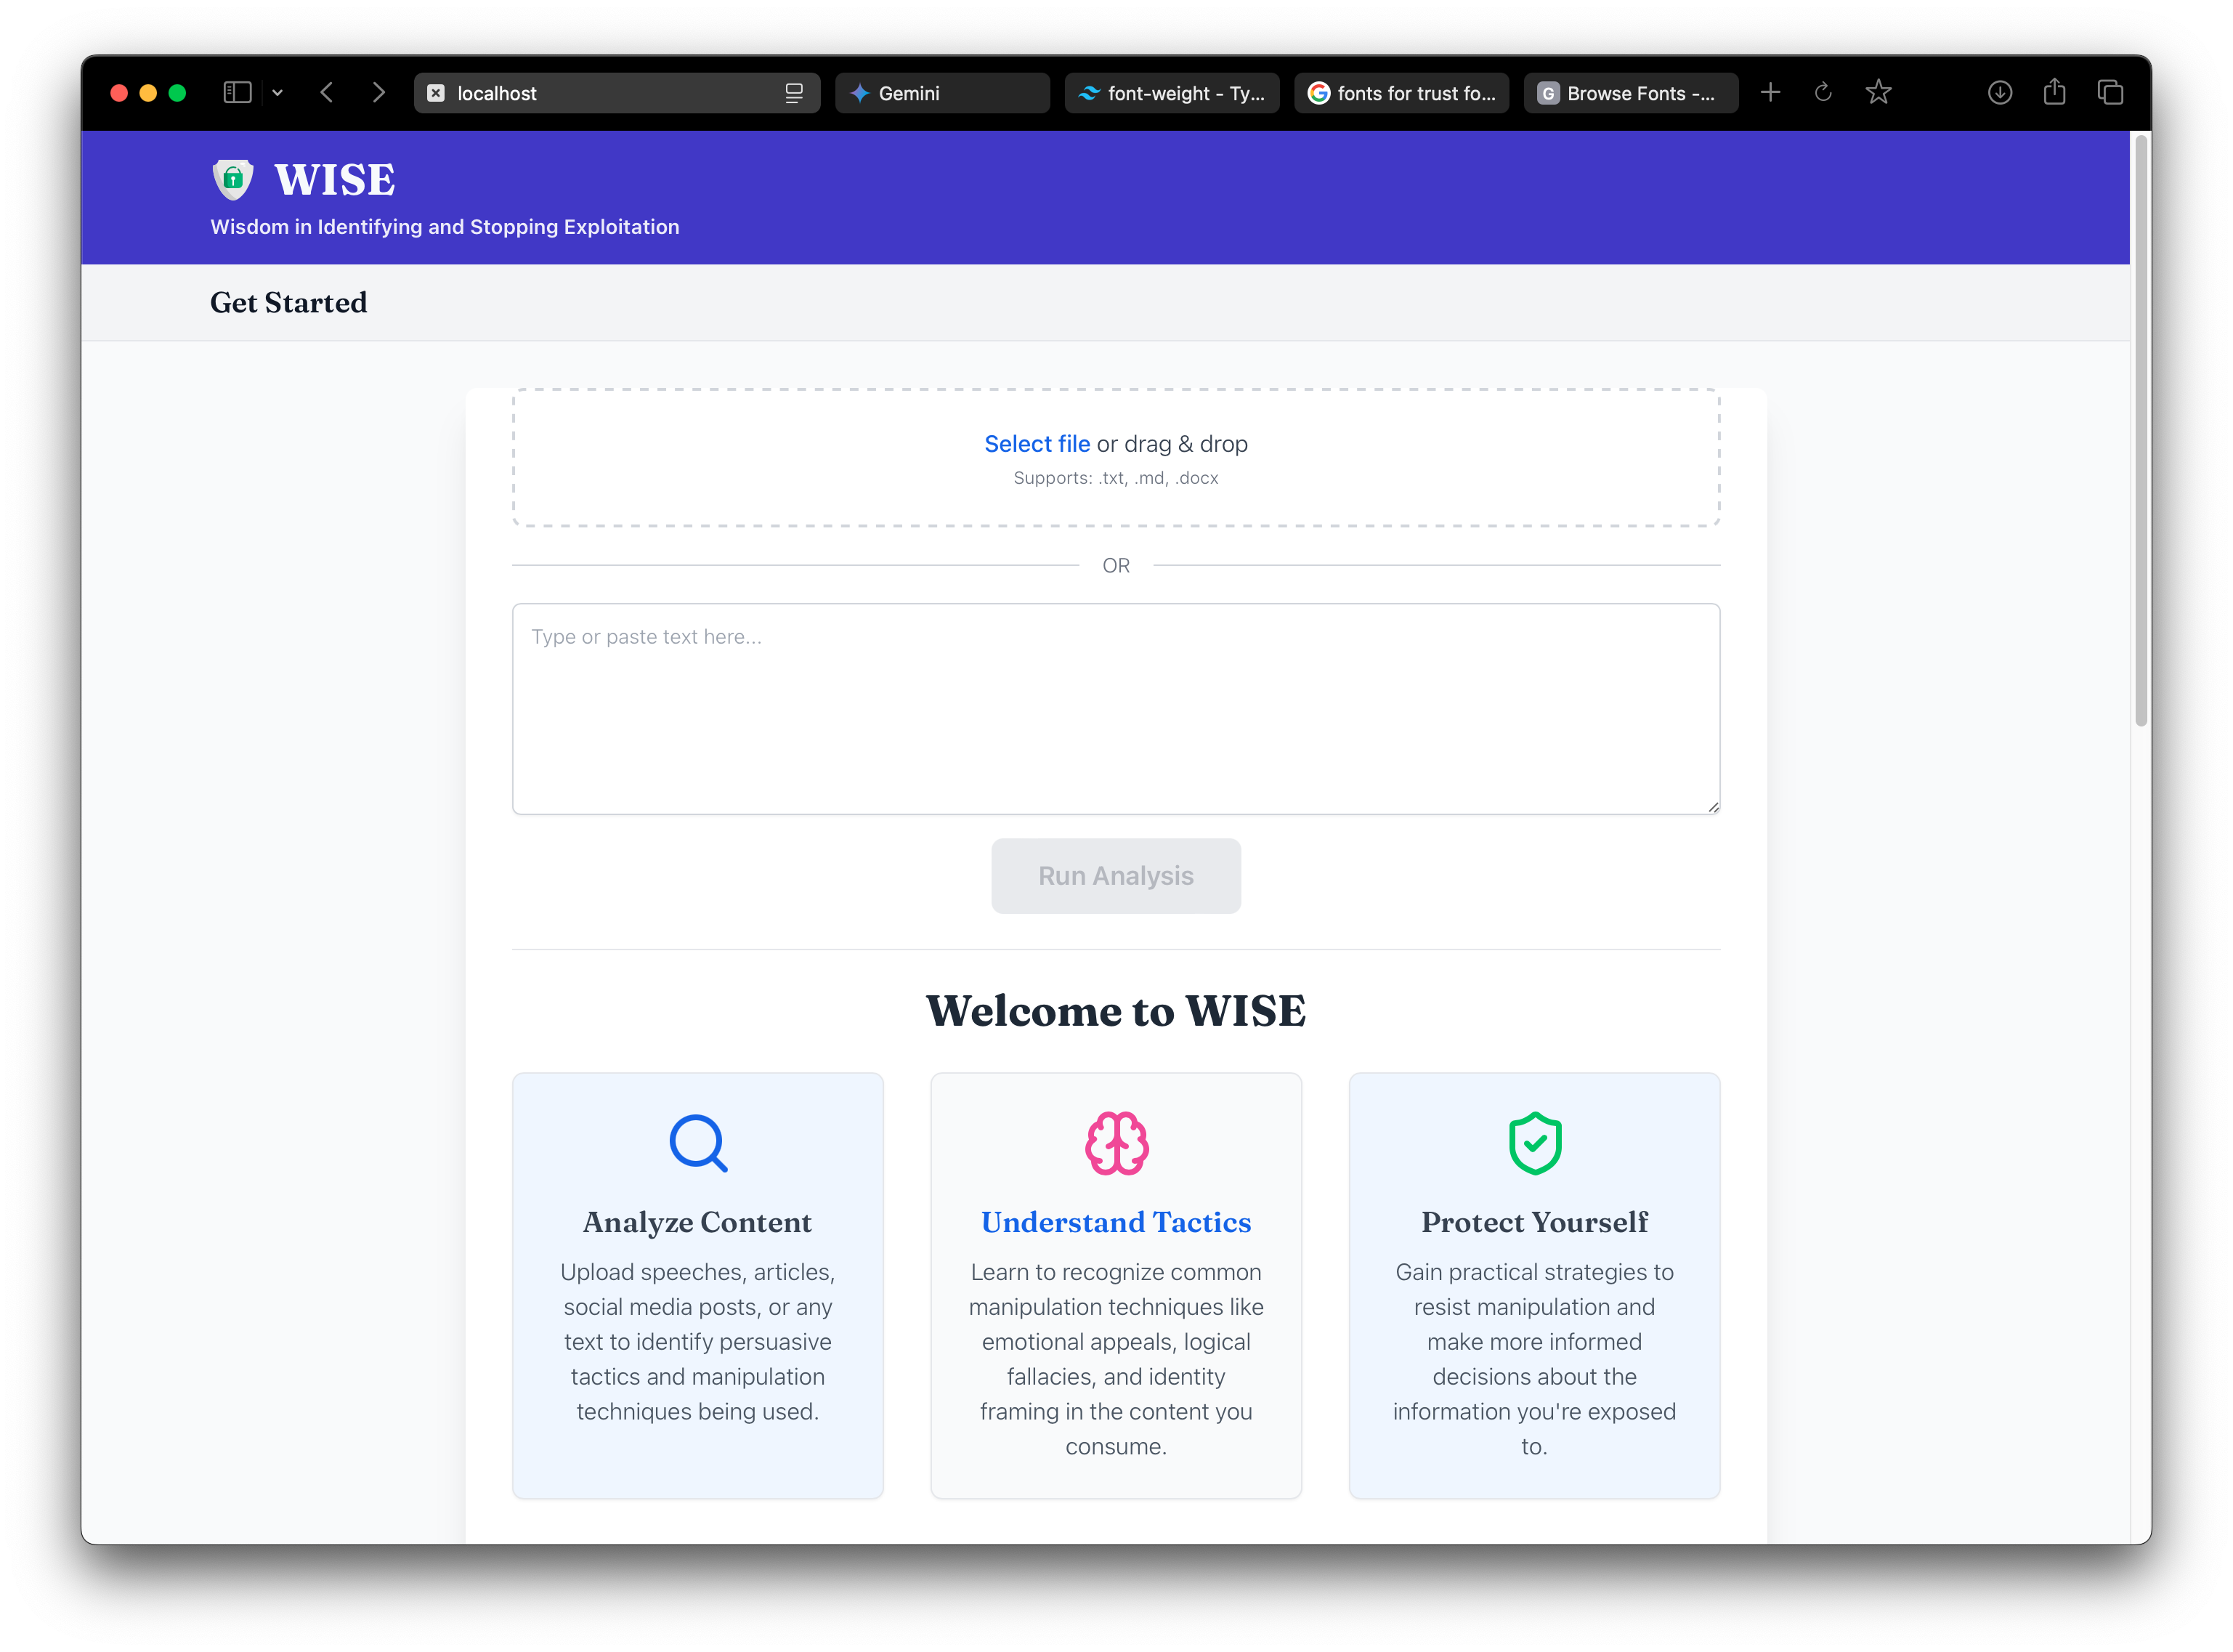 localhost
Gemini
font-weight - Ty...
fonts for trust fo...
G
Browse Fonts -...
WISE
Wisdom in Identifying and Stopping Exploitation
Get Started
Select file or drag & drop
Supports: .txt, .md, .docx
OR
Type or paste text here...
Run Analysis
Welcome to WISE
Analyze Content
Upload speeches, articles,
social media posts, or any
text to identify persuasive
tactics and manipulation
techniques being used.
Understand Tactics
Learn to recognize common
manipulation techniques like
emotional appeals, logical
fallacies, and identity
framing in the content you
consume.
Protect Yourself
Gain practical strategies to
resist manipulation and
make more informed
decisions about the
information you're exposed
to.